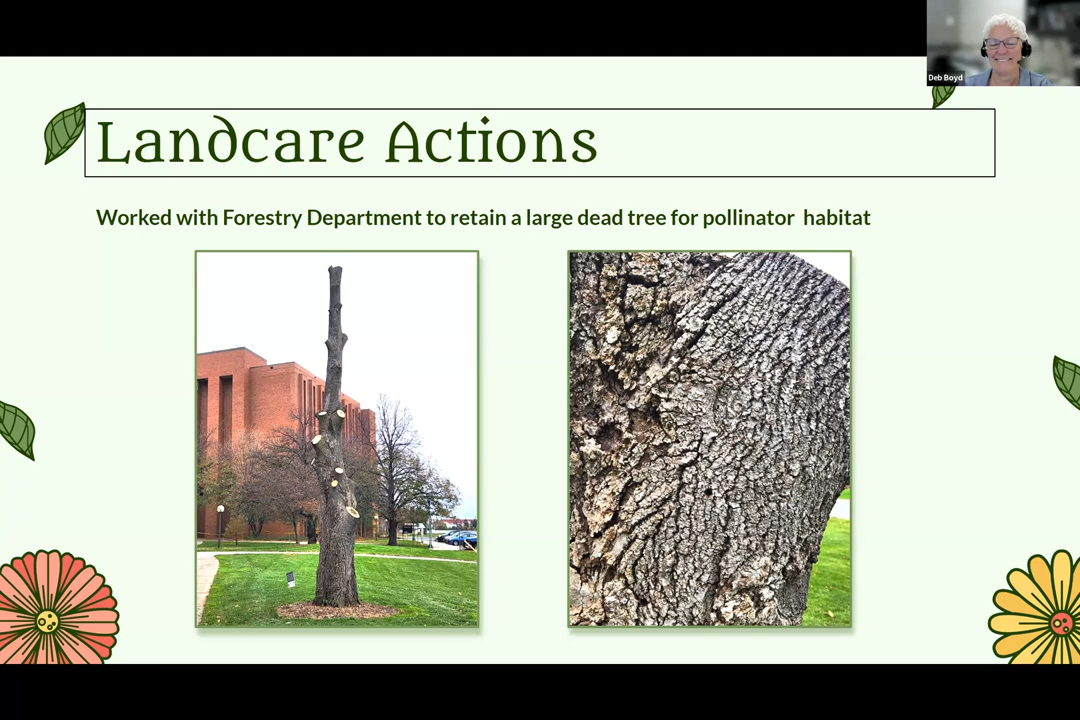 Deb Boyd
Landcare Actions
Worked with Forestry Department to retain a large dead tree for pollinator habitat